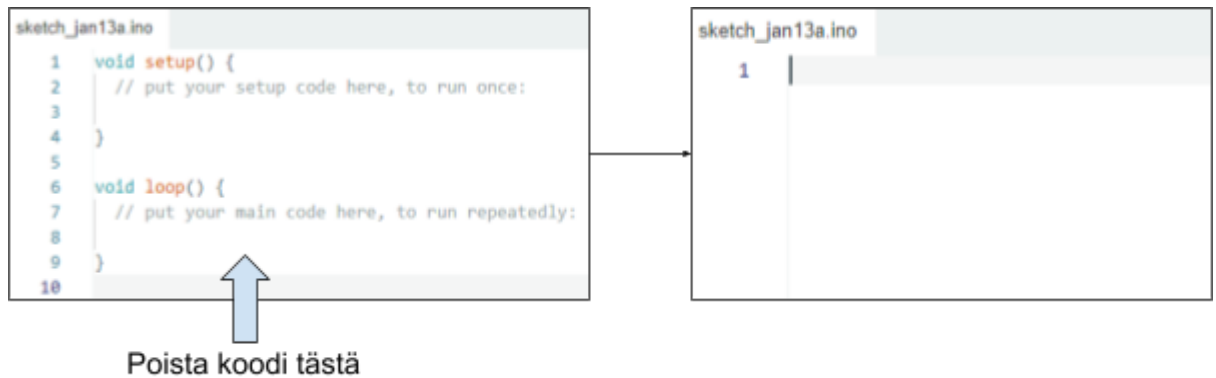 sketch_jan13a.ino
1 void setup() {
2 // put your setup code here, to run once:
3
4 }
5
6 void loop() {
7 // put your main code here, to run repeatedly:
8
9 }
10
sketch_jan13a.ino
1
Poista koodi tästä